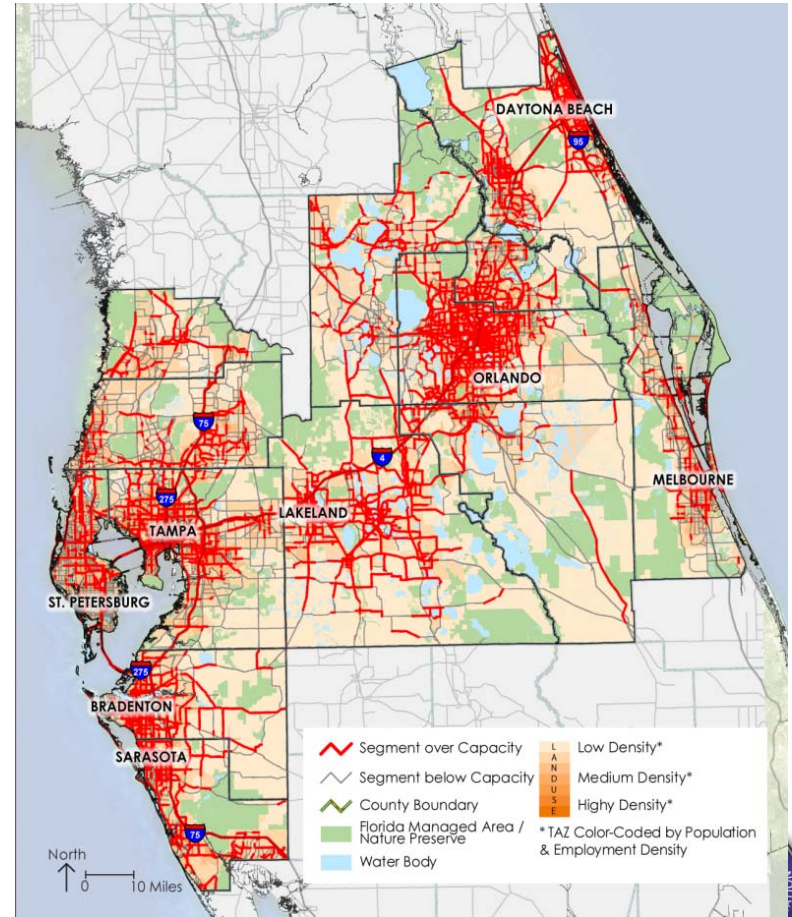 DAYTONA BEACH
95
ORLANDO
75
4
MELBOURNE
275
LAKELAND
TAMPA
ST. PETERSBURG
275
BRADENTON
SARASOTA
75
North
0 10 Miles
Segment over Capacity
Segment below Capacity
County Boundary
Florida Managed Area /
Nature Preserve
Water Body
LANDUSE
Low Density*
Medium Density*
Highy Density*
* TAZ Color-Coded by Population
& Employment Density